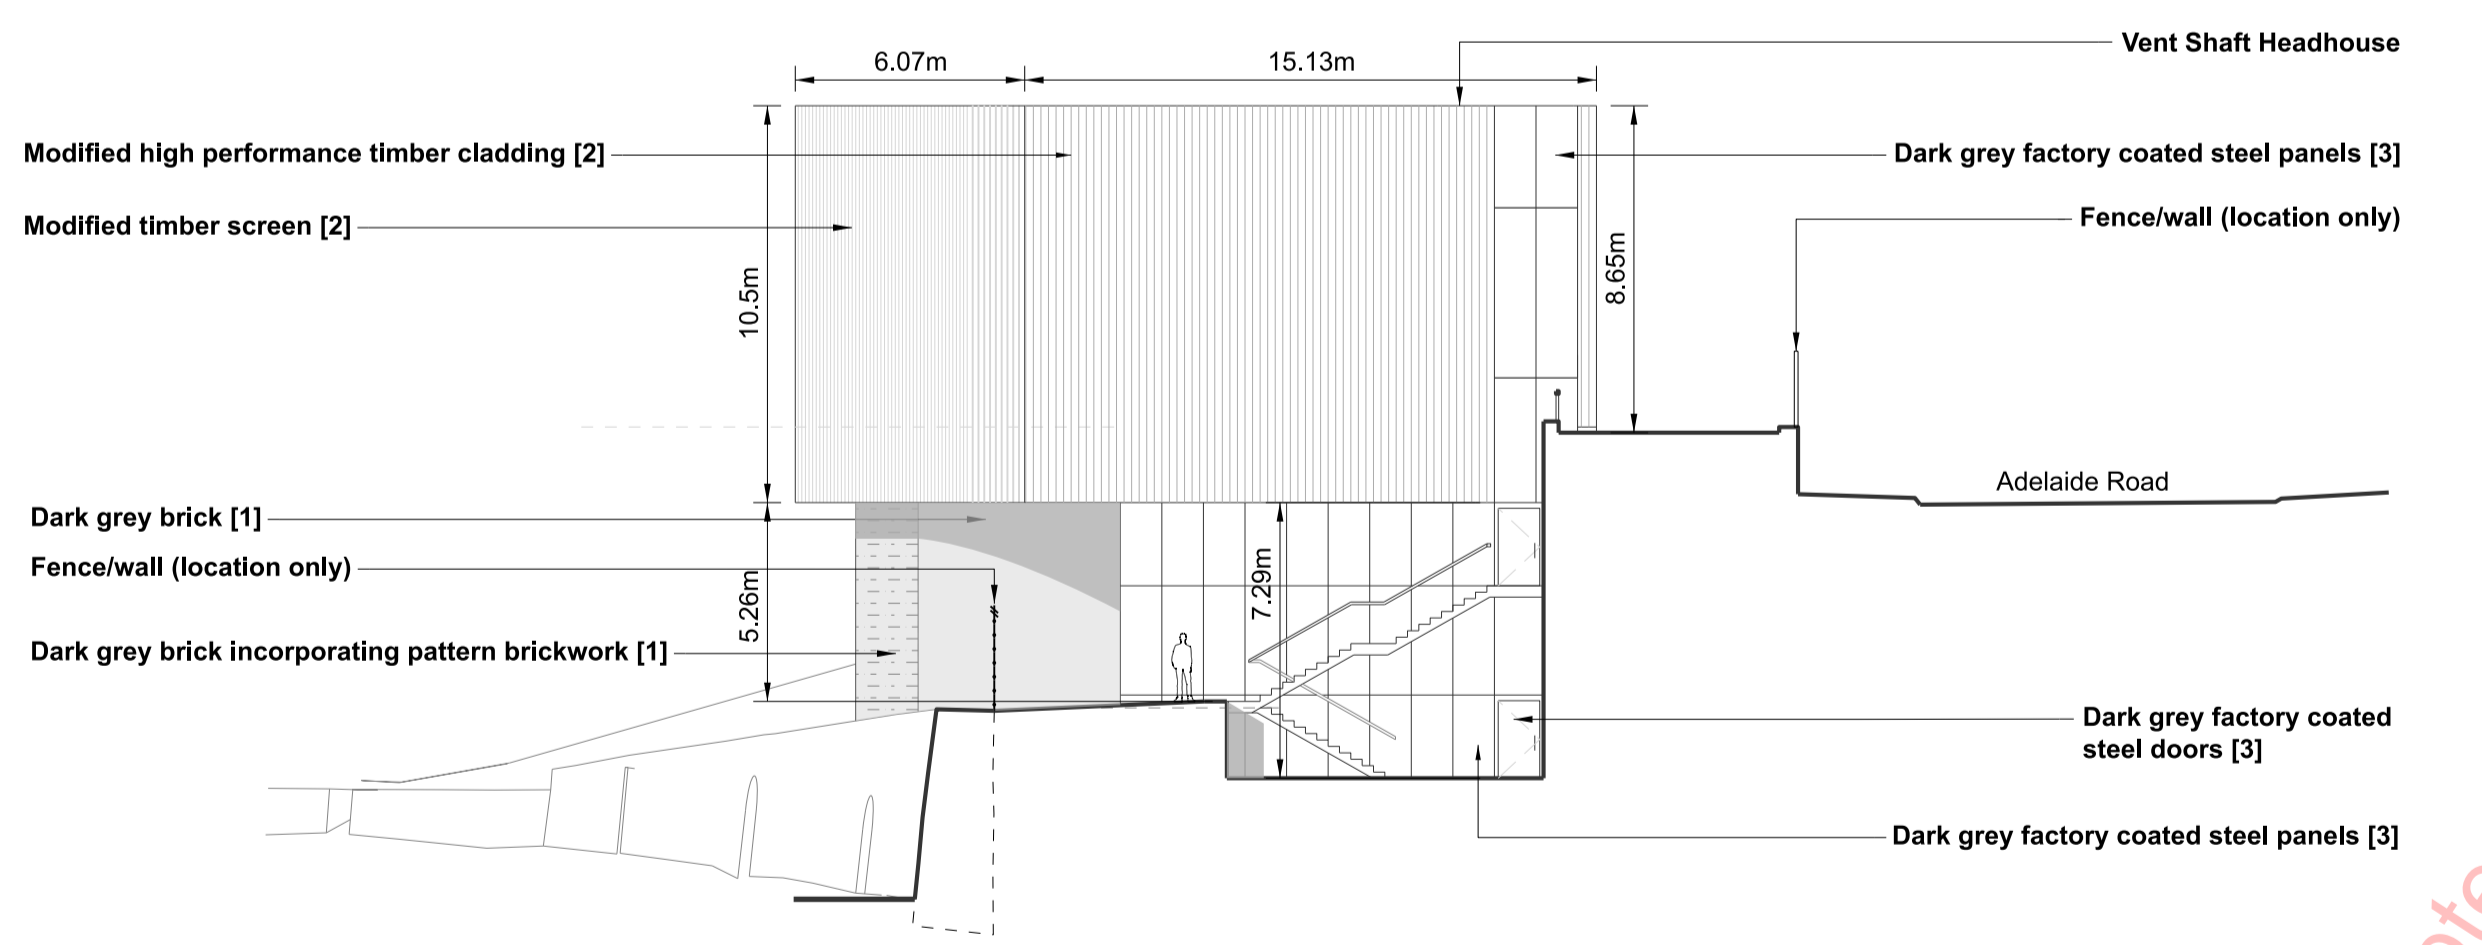 6.07m
15.13m
Vent Shaft Headhouse
Modified high performance timber cladding [2]
Dark grey factory coated steel panels [3]
Modified timber screen [2]
Fence/wall (location only)
10.5m
8.65m
Adelaide Road
Dark grey brick [1]
Fence/wall (location only)
5.26m
7.29m
Dark grey brick incorporating pattern brickwork [1]
Dark grey factory coated
steel doors [3]
Dark grey factory coated steel panels [3]